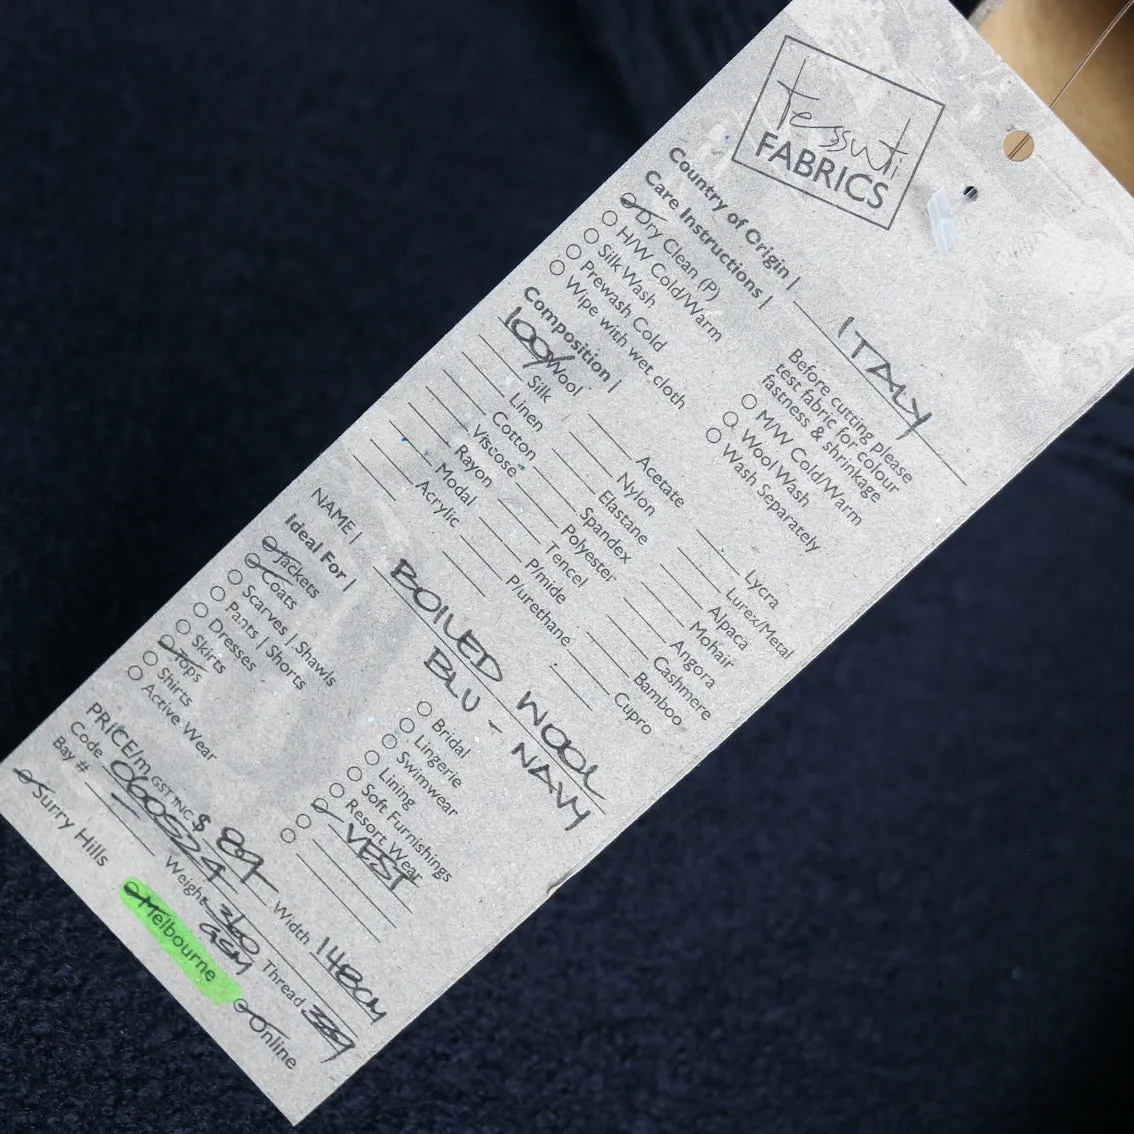 tessuti
FABRICS
Country of Origin | ITALY
Care Instructions |
Dry Clean (P)
H/W Cold/Warm
Silk Wash
Prewash Cold
Wipe with wet cloth
Before cutting please
test fabric for colour
fastness & shrinkage
M/W Cold/Warm
Wool Wash
Wash Separately
Composition |
100% Wool
Silk
Linen
Cotton
Viscose
Rayon
Modal
Acrylic
Acetate
Nylon
Elastane
Spandex
Polyester
Tencel
P/mide
P/urethane
Lycra
Lurex/Metal
Alpaca
Mohair
Angora
Cashmere
Bamboo
Cupro
NAME | BOILED WOOL
BLU - NAVY
Ideal For |
Jackets
Coats
Scarves | Shawls
Pants | Shorts
Dresses
Skirts
Tops
Shirts
Active Wear
Bridal
Lingerie
Swimwear
Lining
Soft Furnishings
Resort Wear
VEST
PRICE/m GST INC $ 89 Width 148cm
Code 060524 Weight 360 GSM Thread
Bay #
Surry Hills Melbourne Online